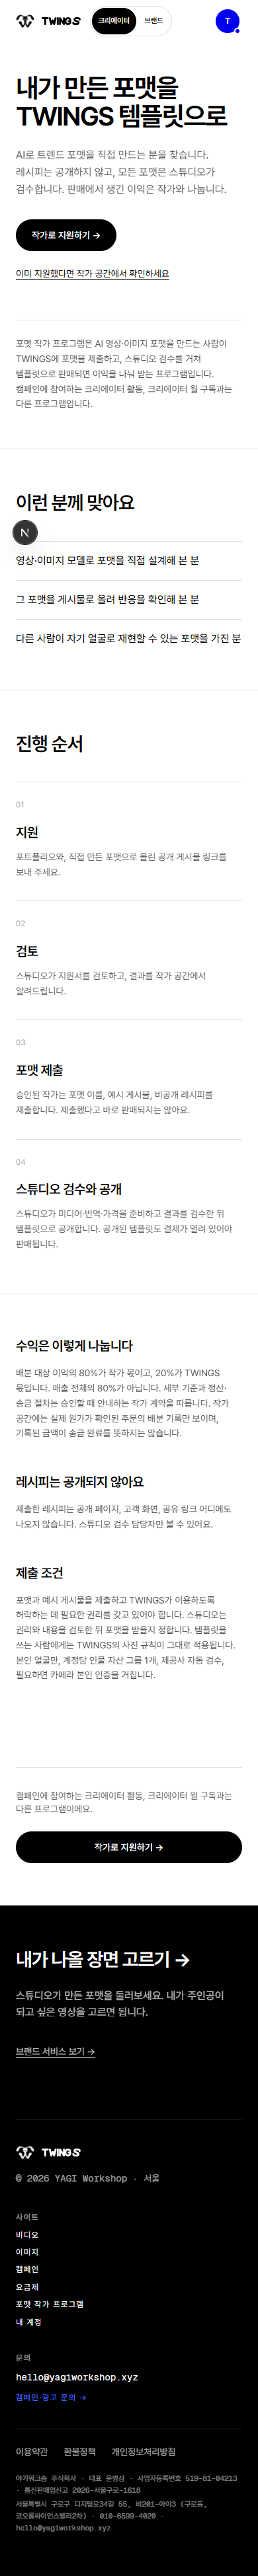 TWINGS
크리에이터
브랜드
T
내가 만든 포맷을
TWINGS 템플릿으로
AI로 트렌드 포맷을 직접 만드는 분을 찾습니다.
레시피는 공개하지 않고, 모든 포맷은 스튜디오가
검수합니다. 판매에서 생긴 이익은 작가와 나눕니다.
작가로 지원하기 →
이미 지원했다면 작가 공간에서 확인하세요
포맷 작가 프로그램은 AI 영상·이미지 포맷을 만드는 사람이
TWINGS에 포맷을 제출하고, 스튜디오 검수를 거쳐
템플릿으로 판매되면 이익을 나눠 받는 프로그램입니다.
캠페인에 참여하는 크리에이터 활동, 크리에이터 월 구독과는
다른 프로그램입니다.
이런 분께 맞아요
N
영상·이미지 모델로 포맷을 직접 설계해 본 분
그 포맷을 게시물로 올려 반응을 확인해 본 분
다른 사람이 자기 얼굴로 재현할 수 있는 포맷을 가진 분
진행 순서
01
지원
포트폴리오와, 직접 만든 포맷으로 올린 공개 게시물 링크를
보내 주세요.
02
검토
스튜디오가 지원서를 검토하고, 결과를 작가 공간에서
알려드립니다.
03
포맷 제출
승인된 작가는 포맷 이름, 예시 게시물, 비공개 레시피를
제출합니다. 제출했다고 바로 판매되지는 않아요.
04
스튜디오 검수와 공개
스튜디오가 미디어·번역·가격을 준비하고 결과를 검수한 뒤
템플릿으로 공개합니다. 공개된 템플릿도 결제가 열려 있어야
판매됩니다.
수익은 이렇게 나눕니다
배분 대상 이익의 80%가 작가 몫이고, 20%가 TWINGS
몫입니다. 매출 전체의 80%가 아닙니다. 세부 기준과 정산·
송금 절차는 승인할 때 안내하는 작가 계약을 따릅니다. 작가
공간에는 실제 원가가 확인된 주문의 배분 기록만 보이며,
기록된 금액이 송금 완료를 뜻하지는 않습니다.
레시피는 공개되지 않아요
제출한 레시피는 공개 페이지, 고객 화면, 공유 링크 어디에도
나오지 않습니다. 스튜디오 검수 담당자만 볼 수 있어요.
제출 조건
포맷과 예시 게시물을 제출하고 TWINGS가 이용하도록
허락하는 데 필요한 권리를 갖고 있어야 합니다. 스튜디오는
권리와 내용을 검토한 뒤 포맷을 받을지 정합니다. 템플릿을
쓰는 사람에게는 TWINGS의 사진 규칙이 그대로 적용됩니다.
본인 얼굴만, 계정당 인물 자산 그룹 1개, 제공사 자동 검수,
필요하면 카메라 본인 인증을 거칩니다.
캠페인에 참여하는 크리에이터 활동, 크리에이터 월 구독과는
다른 프로그램이에요.
작가로 지원하기 →
내가 나올 장면 고르기 →
스튜디오가 만든 포맷을 둘러보세요. 내가 주인공이
되고 싶은 영상을 고르면 됩니다.
브랜드 서비스 보기 →
TWINGS
© 2026 YAGI Workshop · 서울
사이트
비디오
이미지
캠페인
요금제
포맷 작가 프로그램
내 계정
문의
hello@yagiworkshop.xyz
캠페인·광고 문의 →
이용약관
환불정책
개인정보처리방침
야기워크숍 주식회사 · 대표 윤병삼 · 사업자등록번호 519-81-04213
· 통신판매업신고 2026-서울구로-1618
서울특별시 구로구 디지털로34길 55, 비201-아이3 (구로동,
코오롱싸이언스밸리2차) · 010-6599-4020 ·
hello@yagiworkshop.xyz